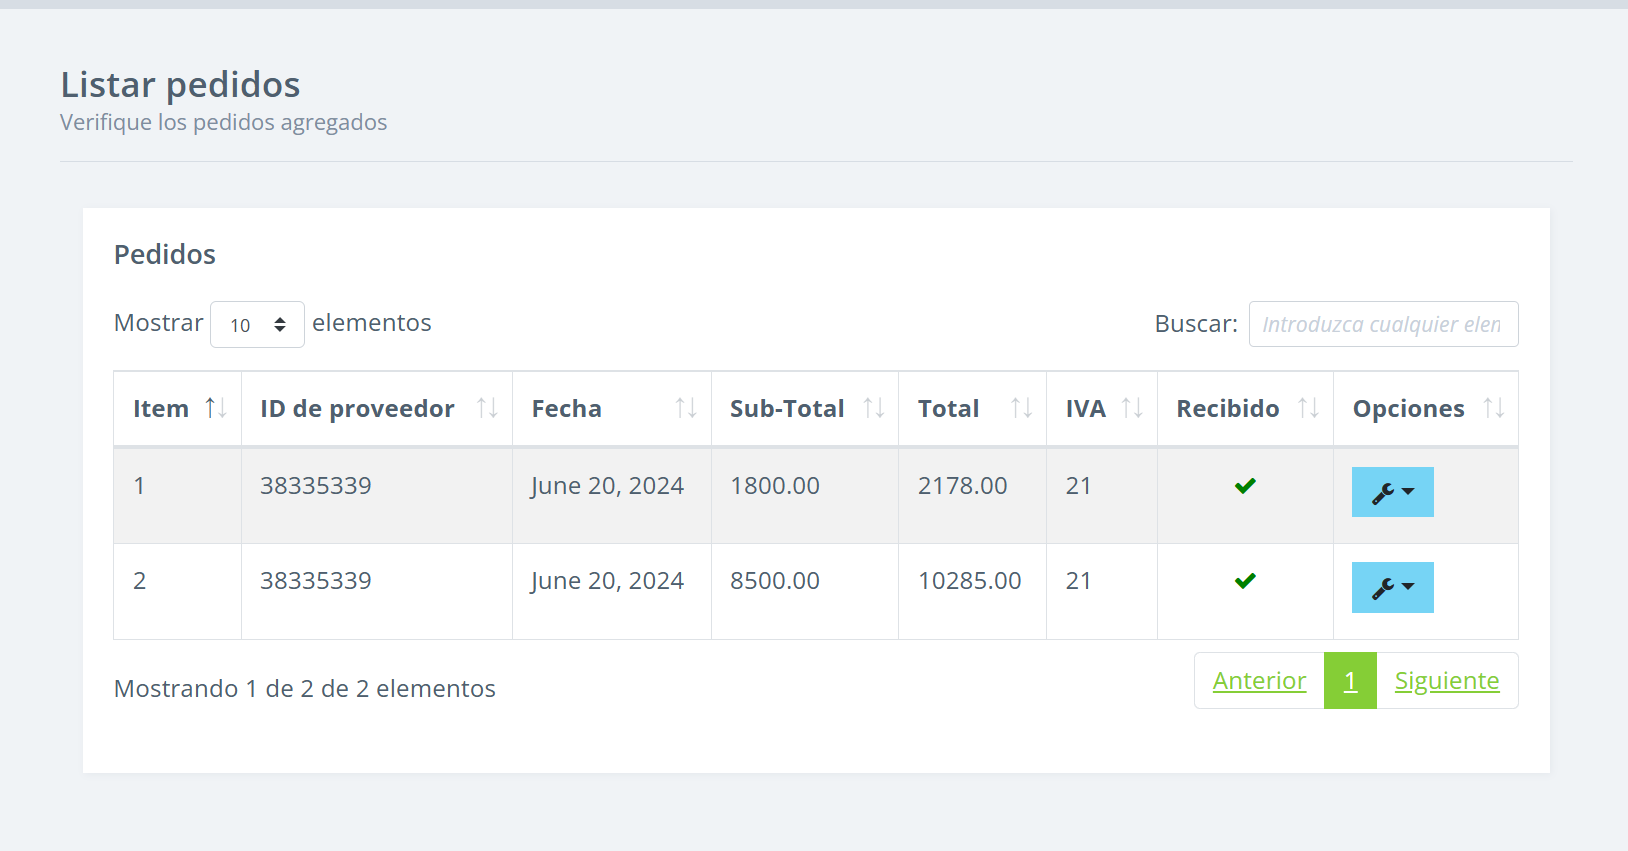 Listar pedidos
Verifique los pedidos agregados
Pedidos
Mostrar 10 elementos Buscar: Introduzca cualquier elen
Item ID de proveedor Fecha Sub-Total Total IVA Recibido Opciones
1 38335339 June 20, 2024 1800.00 2178.00 21
2 38335339 June 20, 2024 8500.00 10285.00 21
Mostrando 1 de 2 de 2 elementos Anterior 1 Siguiente